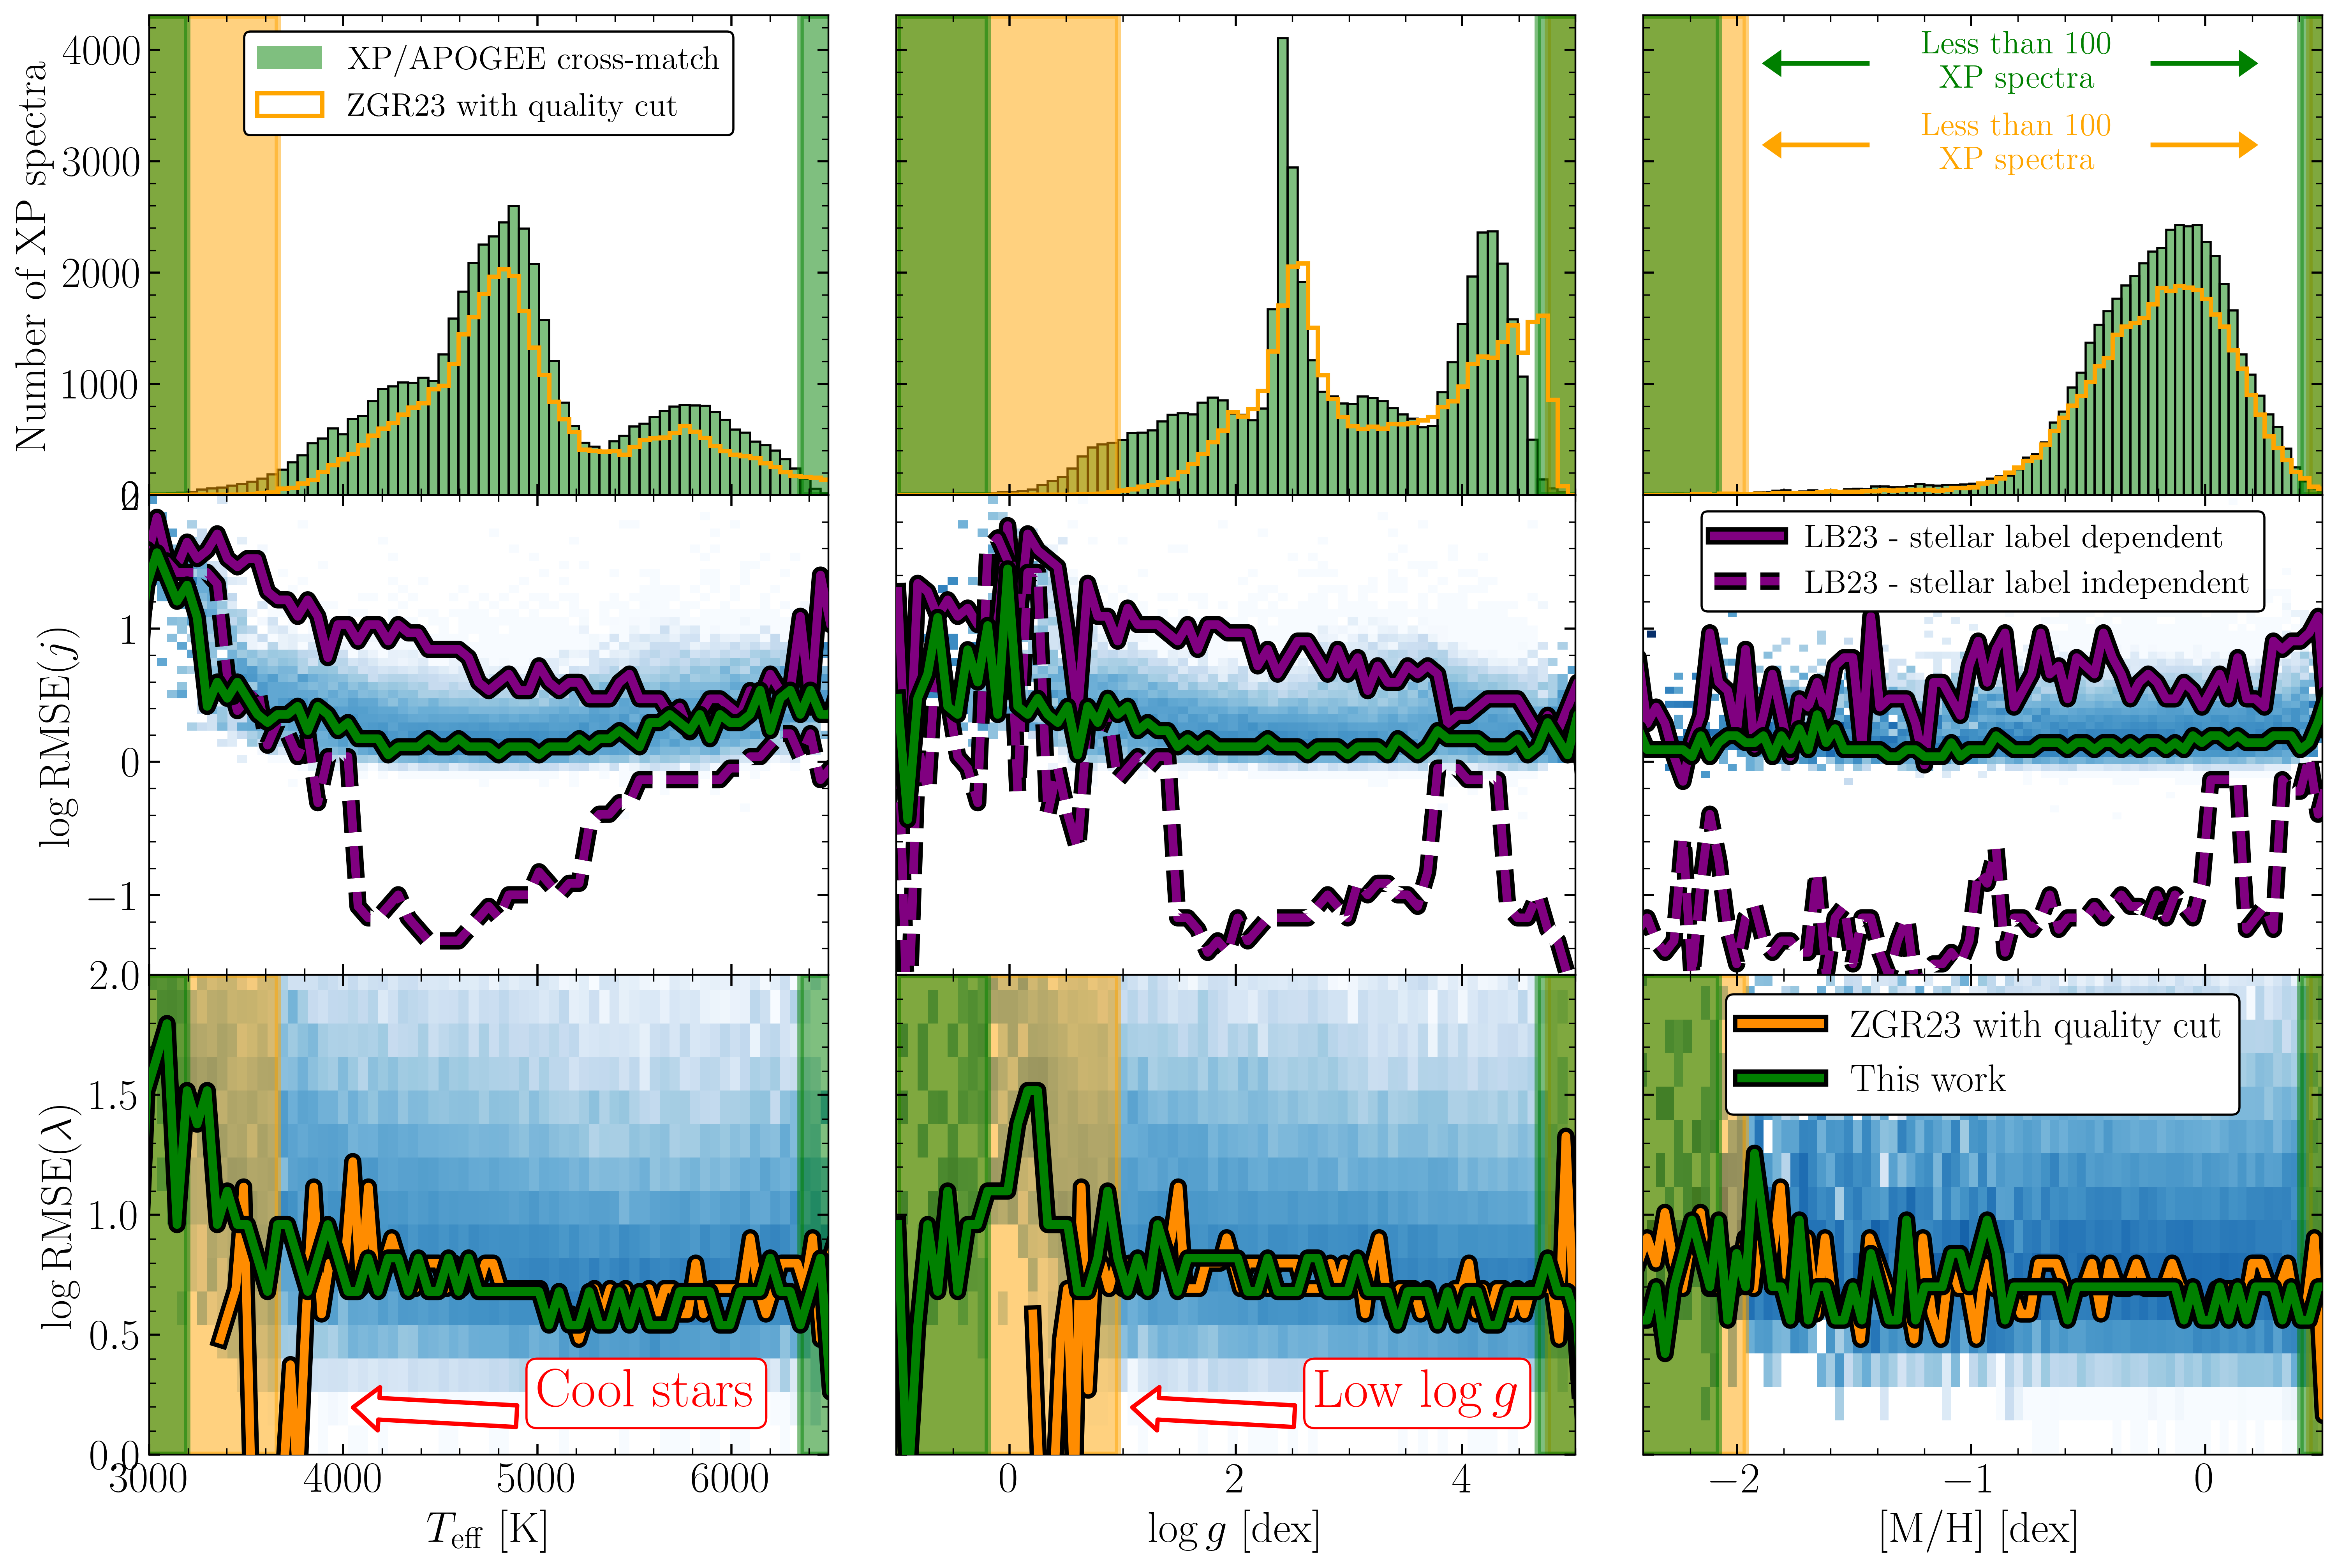 Number of XP spectra
4000
3000
2000
1000
0
XP/APOGEE cross-match
ZGR23 with quality cut
Less than 100
XP spectra
Less than 100
XP spectra
log RMSE(j)
2
1
0
−1
LB23 - stellar label dependent
LB23 - stellar label independent
log RMSE(λ)
2.0
1.5
1.0
0.5
0.0
Cool stars
Low log g
ZGR23 with quality cut
This work
3000 4000 5000 6000
0 2 4
−2 −1 0
T_eff [K]
log g [dex]
[M/H] [dex]